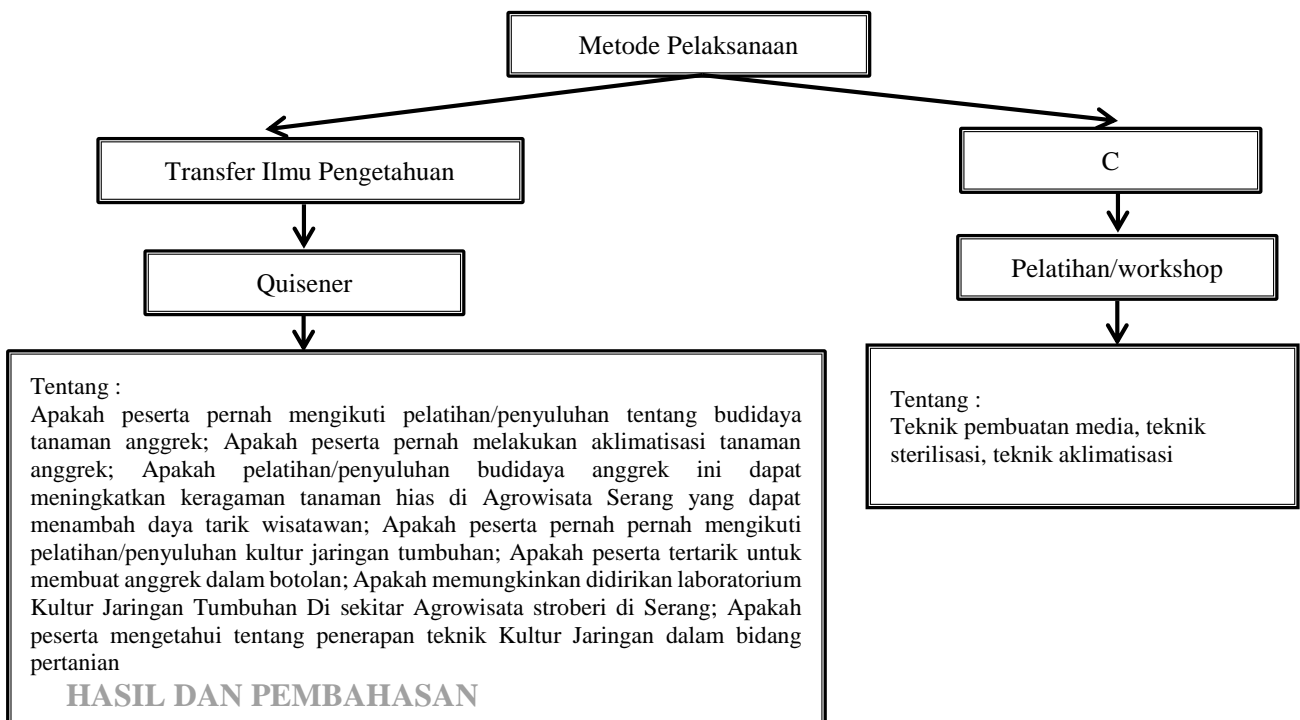 Metode Pelaksanaan
Transfer Ilmu Pengetahuan
C
Quisener
Pelatihan/workshop
Tentang :
Apakah peserta pernah mengikuti pelatihan/penyuluhan tentang budidaya
tanaman anggrek; Apakah peserta pernah melakukan aklimatisasi tanaman
anggrek; Apakah pelatihan/penyuluhan budidaya anggrek ini dapat
meningkatkan keragaman tanaman hias di Agrowisata Serang yang dapat
menambah daya tarik wisatawan; Apakah peserta pernah pernah mengikuti
pelatihan/penyuluhan kultur jaringan tumbuhan; Apakah peserta tertarik untuk
membuat anggrek dalam botolan; Apakah memungkinkan didirikan laboratorium
Kultur Jaringan Tumbuhan Di sekitar Agrowisata stroberi di Serang; Apakah
peserta mengetahui tentang penerapan teknik Kultur Jaringan dalam bidang
pertanian
Tentang :
Teknik pembuatan media, teknik
sterilisasi, teknik aklimatisasi
HASIL DAN PEMBAHASAN